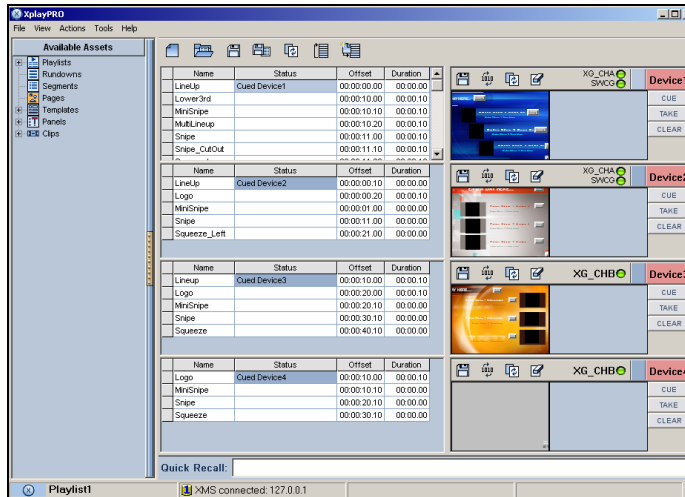 XplayPRO
File View Actions Tools Help
Available Assets
Playlists
Rundowns
Segments
Pages
Templates
Panels
Clips
Name Status Offset Duration
LineUp Cued Device1 00:00:00.00 00:00.00
Lower3rd 00:00:10.00 00:00.10
MiniSnipe 00:00:10.10 00:00.10
MultiLineup 00:00:10.20 00:00.10
Snipe 00:00:11.00 00:00.10
Snipe_CutOut 00:00:11.10 00:00.10
XG_CHA
SWCG
Device1
CUE
TAKE
CLEAR
Name Status Offset Duration
LineUp Cued Device2 00:00:00.10 00:00.10
Logo 00:00:00.20 00:00.10
MiniSnipe 00:00:01.00 00:00.00
Snipe 00:00:11.00 00:00.00
Squeeze_Left 00:00:21.00 00:00.00
XG_CHA
SWCG
Device2
CUE
TAKE
CLEAR
Name Status Offset Duration
Lineup Cued Device3 00:00:10.00 00:00.10
Logo 00:00:20.00 00:00.10
MiniSnipe 00:00:20.10 00:00.00
Snipe 00:00:30.10 00:00.00
Squeeze 00:00:40.10 00:00.00
XG_CHB
Device3
CUE
TAKE
CLEAR
Name Status Offset Duration
Logo Cued Device4 00:00:10.00 00:00.10
MiniSnipe 00:00:10.10 00:00.00
Snipe 00:00:20.10 00:00.00
Squeeze 00:00:30.10 00:00.00
XG_CHB
Device4
CUE
TAKE
CLEAR
Quick Recall:
Playlist1
XMS connected: 127.0.0.1